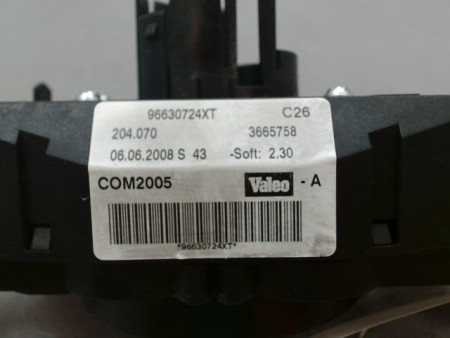 96630724XT C26
204.070 3665758
06.06.2008 S 43 -Soft: 2.30
COM2005 Valeo - A
*96630724XT*